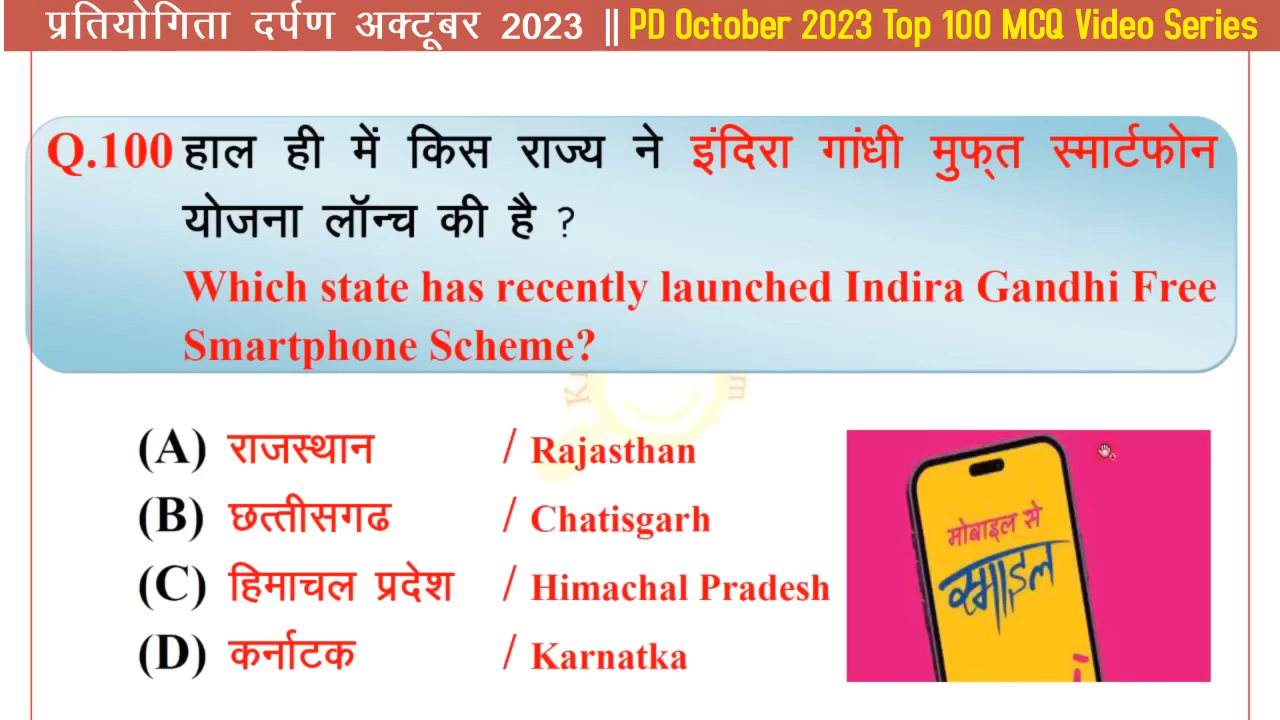 प्रतियोगिता दर्पण अक्टूबर 2023 || PD October 2023 Top 100 MCQ Video Series
Q.100 हाल ही में किस राज्य ने इंदिरा गांधी मुफ्त स्मार्टफोन
योजना लॉन्च की है ?
Which state has recently launched Indira Gandhi Free
Smartphone Scheme?
(A) राजस्थान / Rajasthan
(B) छत्तीसगढ / Chatisgarh
(C) हिमाचल प्रदेश / Himachal Pradesh
(D) कर्नाटक / Karnatka
मोबाइल से
स्माइल